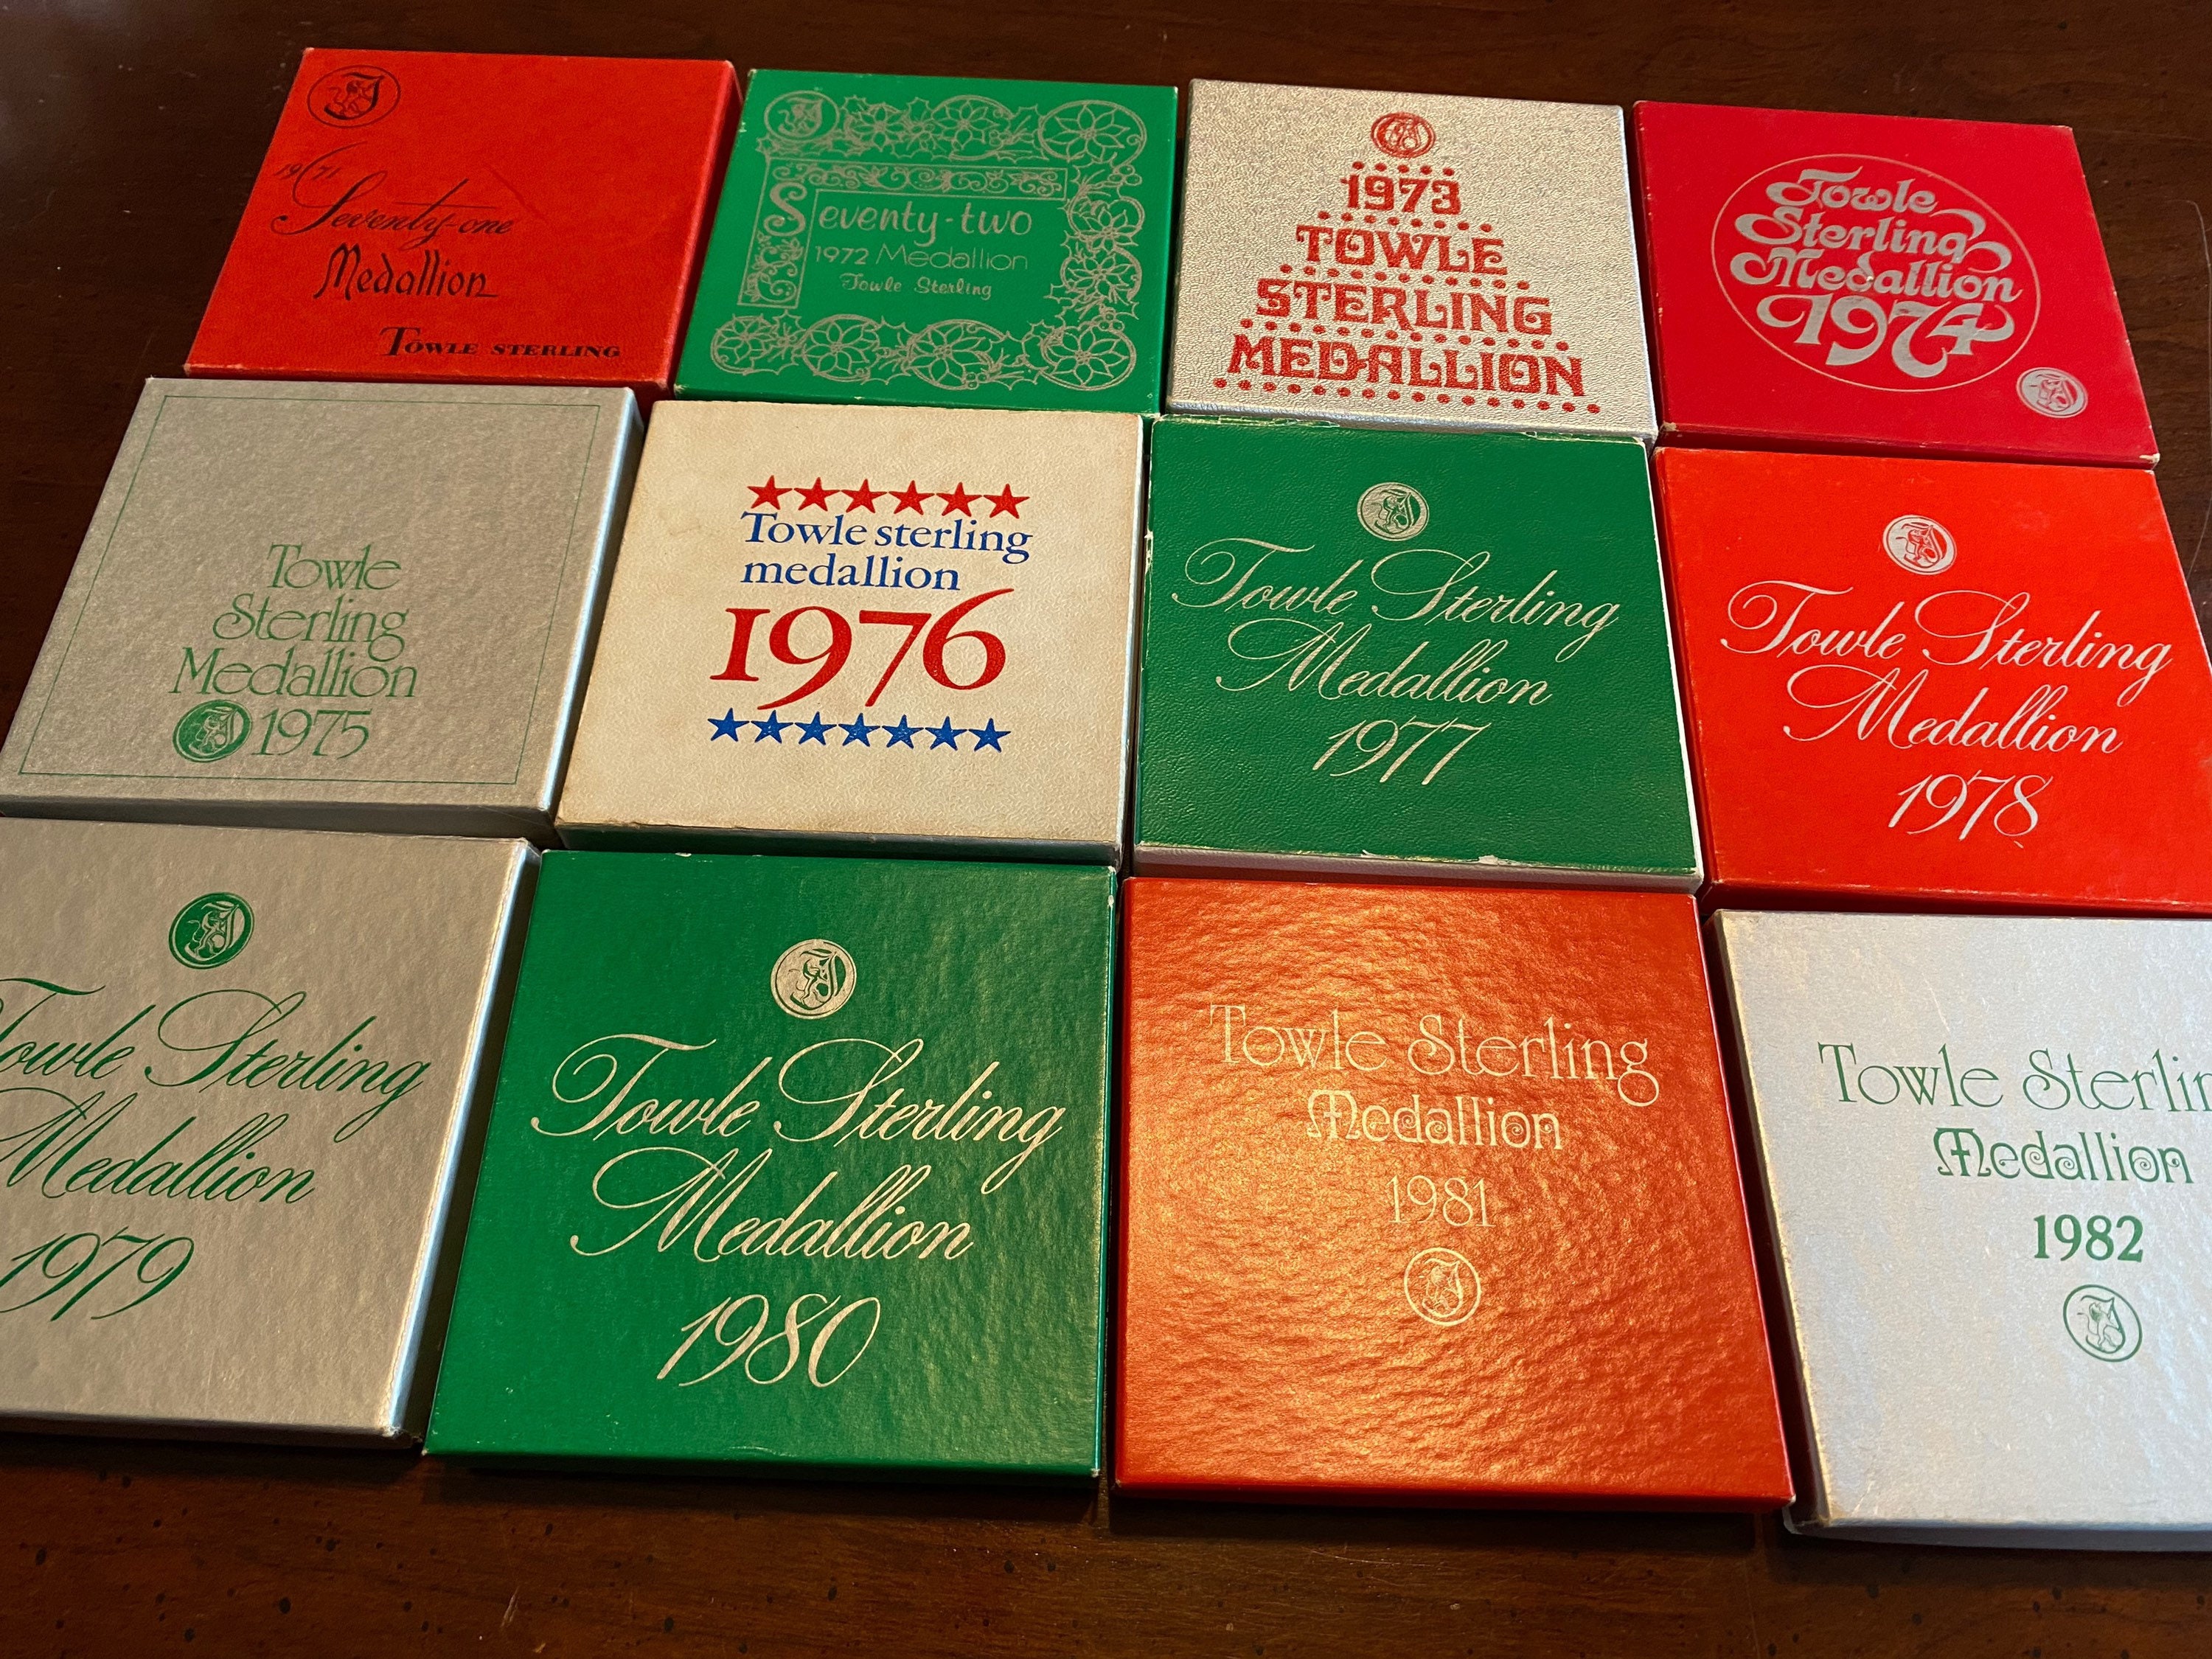 1971
Seventy-one
Medallion
TOWLE STERLING
Seventy-two
1972 Medallion
Towle Sterling
1973
TOWLE
STERLING
MEDALLION
Towle
Sterling
Medallion
1974
Towle
Sterling
Medallion
1975
Towle sterling
medallion
1976
Towle Sterling
Medallion
1977
Towle Sterling
Medallion
1978
Towle Sterling
Medallion
1979
Towle Sterling
Medallion
1980
Towle Sterling
Medallion
1981
Towle Sterlin
Medallion
1982